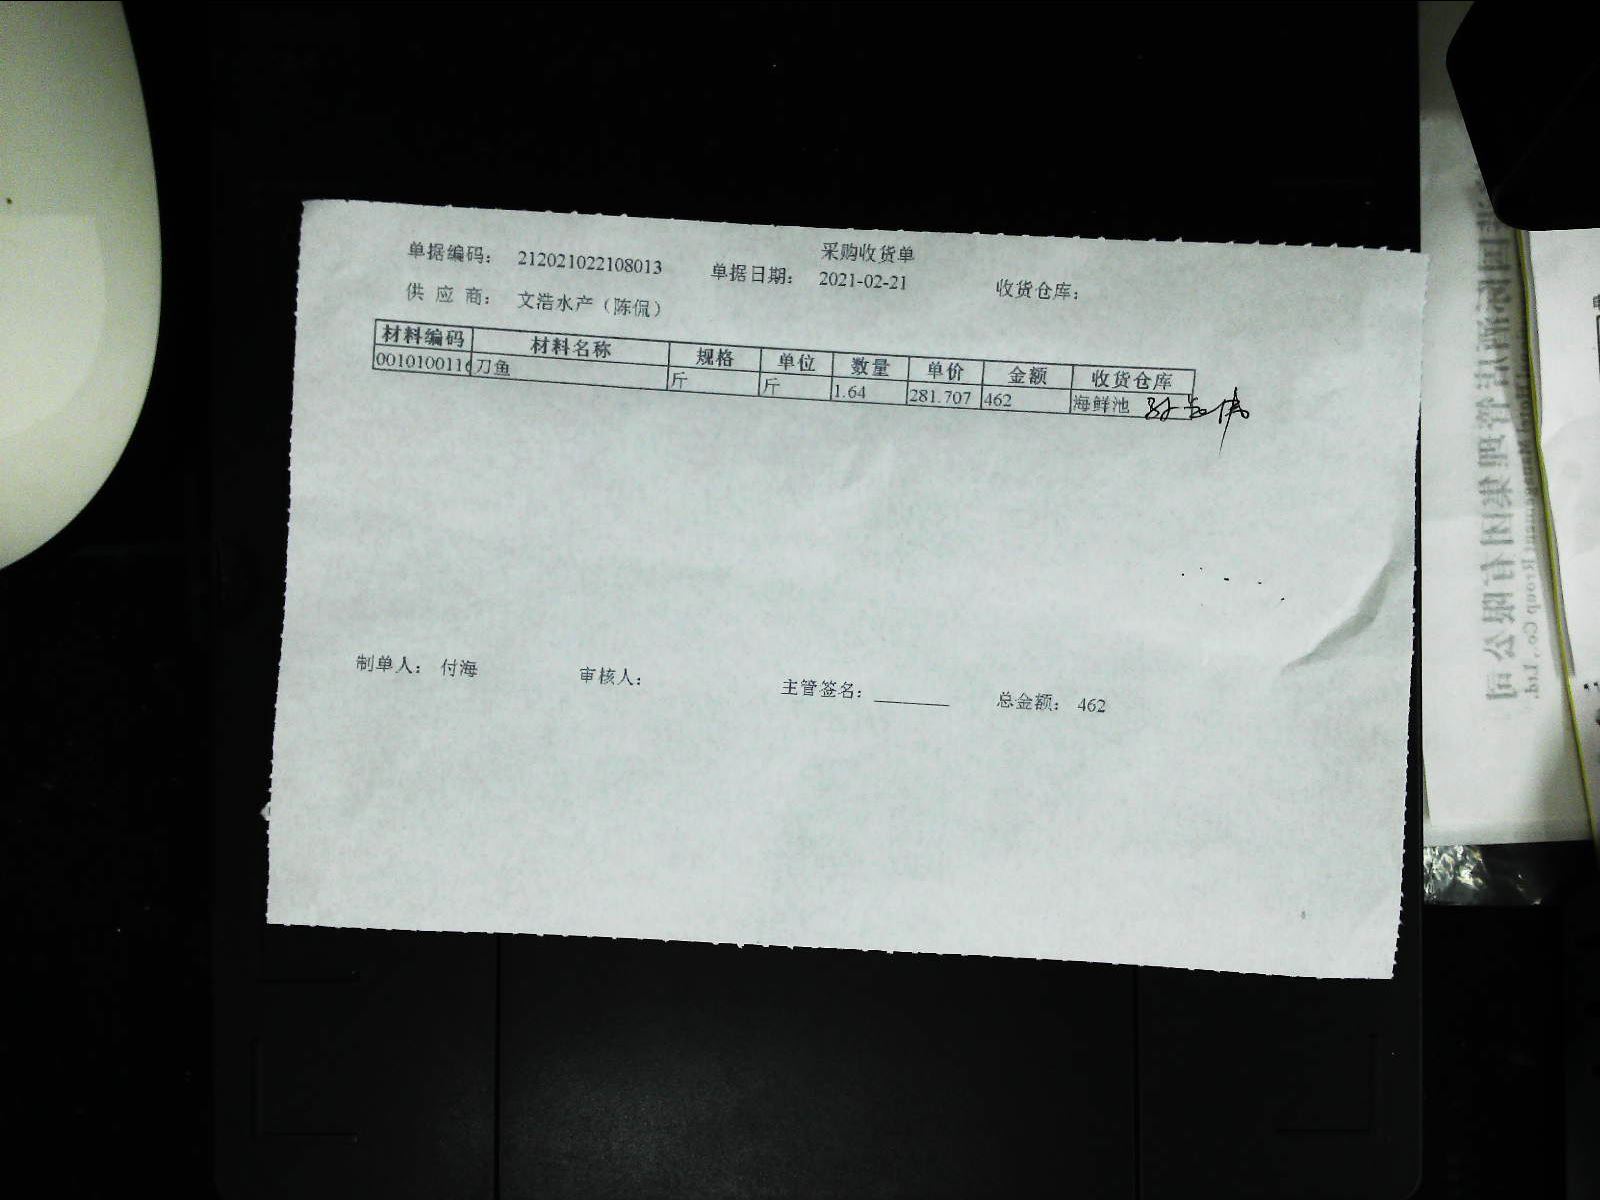 采购收货单
单据编码： 212021022108013 单据日期： 2021-02-21 收货仓库：
供 应 商： 文浩水产（陈侃）
材料编码 材料名称 规格 单位 数量 单价 金额 收货仓库
001010011 刀鱼 斤 斤 1.64 281.707 462 海鲜池
制单人： 付海 审核人： 主管签名：________ 总金额： 462